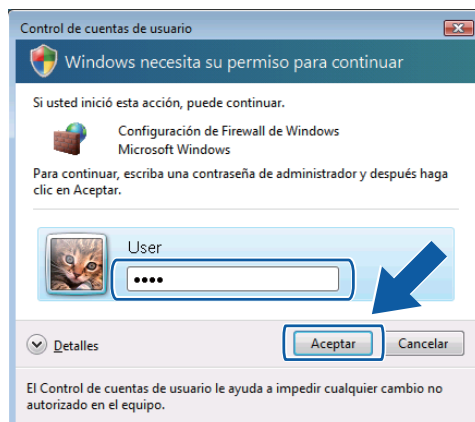 Control de cuentas de usuario
Windows necesita su permiso para continuar
Si usted inició esta acción, puede continuar.
Configuración de Firewall de Windows
Microsoft Windows
Para continuar, escriba una contraseña de administrador y después haga
clic en Aceptar.
User
••••
Detalles
Aceptar
Cancelar
El Control de cuentas de usuario le ayuda a impedir cualquier cambio no
autorizado en el equipo.